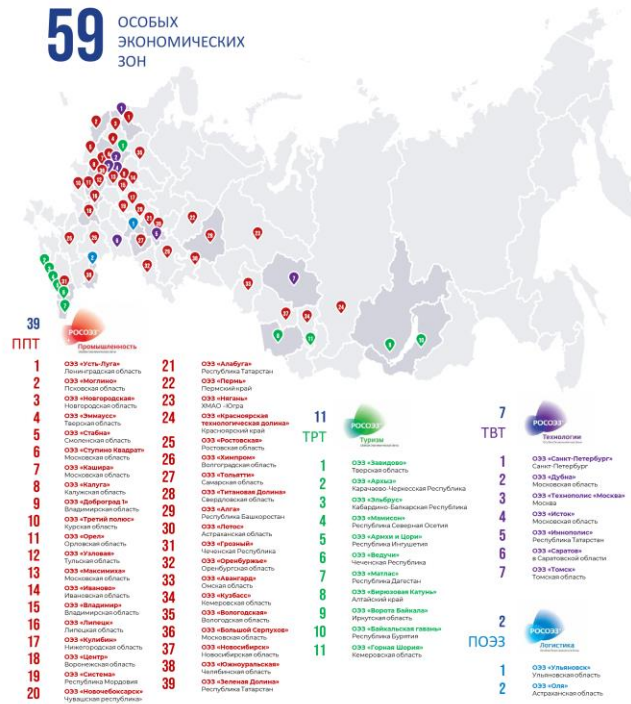 59
ОСОБЫХ
ЭКОНОМИЧЕСКИХ
ЗОН
39
ППТ
РОСОЭЗ
Промышленность
1
ОЭЗ «Усть-Луга»
Ленинградская область
2
ОЭЗ «Моглино»
Псковская область
3
ОЭЗ «Новгородская»
Новгородская область
4
ОЭЗ «Эммаусс»
Тверская область
5
ОЭЗ «Стабна»
Смоленская область
6
ОЭЗ «Ступино Квадрат»
Московская область
7
ОЭЗ «Кашира»
Московская область
8
ОЭЗ «Калуга»
Калужская область
9
ОЭЗ «Доброград 1»
Владимирская область
10
ОЭЗ «Третий полюс»
Курская область
11
ОЭЗ «Орел»
Орловская область
12
ОЭЗ «Узловая»
Тульская область
13
ОЭЗ «Максимиха»
Московская область
14
ОЭЗ «Иваново»
Ивановская область
15
ОЭЗ «Владимир»
Владимирская область
16
ОЭЗ «Липецк»
Липецкая область
17
ОЭЗ «Кулибин»
Нижегородская область
18
ОЭЗ «Центр»
Воронежская область
19
ОЭЗ «Система»
Республика Мордовия
20
ОЭЗ «Новочебоксарск»
Чувашская республика
21
ОЭЗ «Алабуга»
Республика Татарстан
22
ОЭЗ «Пермь»
Пермский край
23
ОЭЗ «Нягань»
ХМАО -Югра
24
ОЭЗ «Красноярская
технологическая долина»
Красноярский край
25
ОЭЗ «Ростовская»
Ростовская область
26
ОЭЗ «Химпром»
Волгоградская область
27
ОЭЗ «Тольятти»
Самарская область
28
ОЭЗ «Титановая Долина»
Свердловская область
29
ОЭЗ «Алга»
Республика Башкоростан
30
ОЭЗ «Лотос»
Астраханская область
31
ОЭЗ «Грозный»
Чеченская Республика
32
ОЭЗ «Оренбуржье»
Оренбургская область
33
ОЭЗ «Авангард»
Омская область
34
ОЭЗ «Кузбасс»
Кемеровская область
35
ОЭЗ «Вологодская»
Вологодская область
36
ОЭЗ «Большой Серпухов»
Московская область
37
ОЭЗ «Новосибирск»
Новосибирская область
38
ОЭЗ «Южноуральская»
Челябинская область
39
ОЭЗ «Зеленая Долина»
Республика Татарстан
11
ТРТ
РОСОЭЗ
Туризм
1
ОЭЗ «Завидово»
Тверская область
2
ОЭЗ «Архыз»
Карачаево-Черкесская Республика
3
ОЭЗ «Эльбрус»
Кабардино-Балкарская Республика
4
ОЭЗ «Мамисон»
Республика Северная Осетия
5
ОЭЗ «Армхи и Цори»
Республика Ингушетия
6
ОЭЗ «Ведучи»
Чеченская Республика
7
ОЭЗ «Матлас»
Республика Дагестан
8
ОЭЗ «Бирюзовая Катунь»
Алтайский край
9
ОЭЗ «Ворота Байкала»
Иркутская область
10
ОЭЗ «Байкальская гавань»
Республика Бурятия
11
ОЭЗ «Горная Шория»
Кемеровская область
7
ТВТ
РОСОЭЗ
Технологии
1
ОЭЗ «Санкт-Петербург»
Санкт-Петербург
2
ОЭЗ «Дубна»
Московская область
3
ОЭЗ «Технополис «Москва»
Москва
4
ОЭЗ «Исток»
Московская область
5
ОЭЗ «Иннополис»
Республика Татарстан
6
ОЭЗ «Саратов»
в Саратовской области
7
ОЭЗ «Томск»
Томская область
2
ПОЭЗ
РОСОЭЗ
Логистика
1
ОЭЗ «Ульяновск»
Ульяновская область
2
ОЭЗ «Оля»
Астраханская область